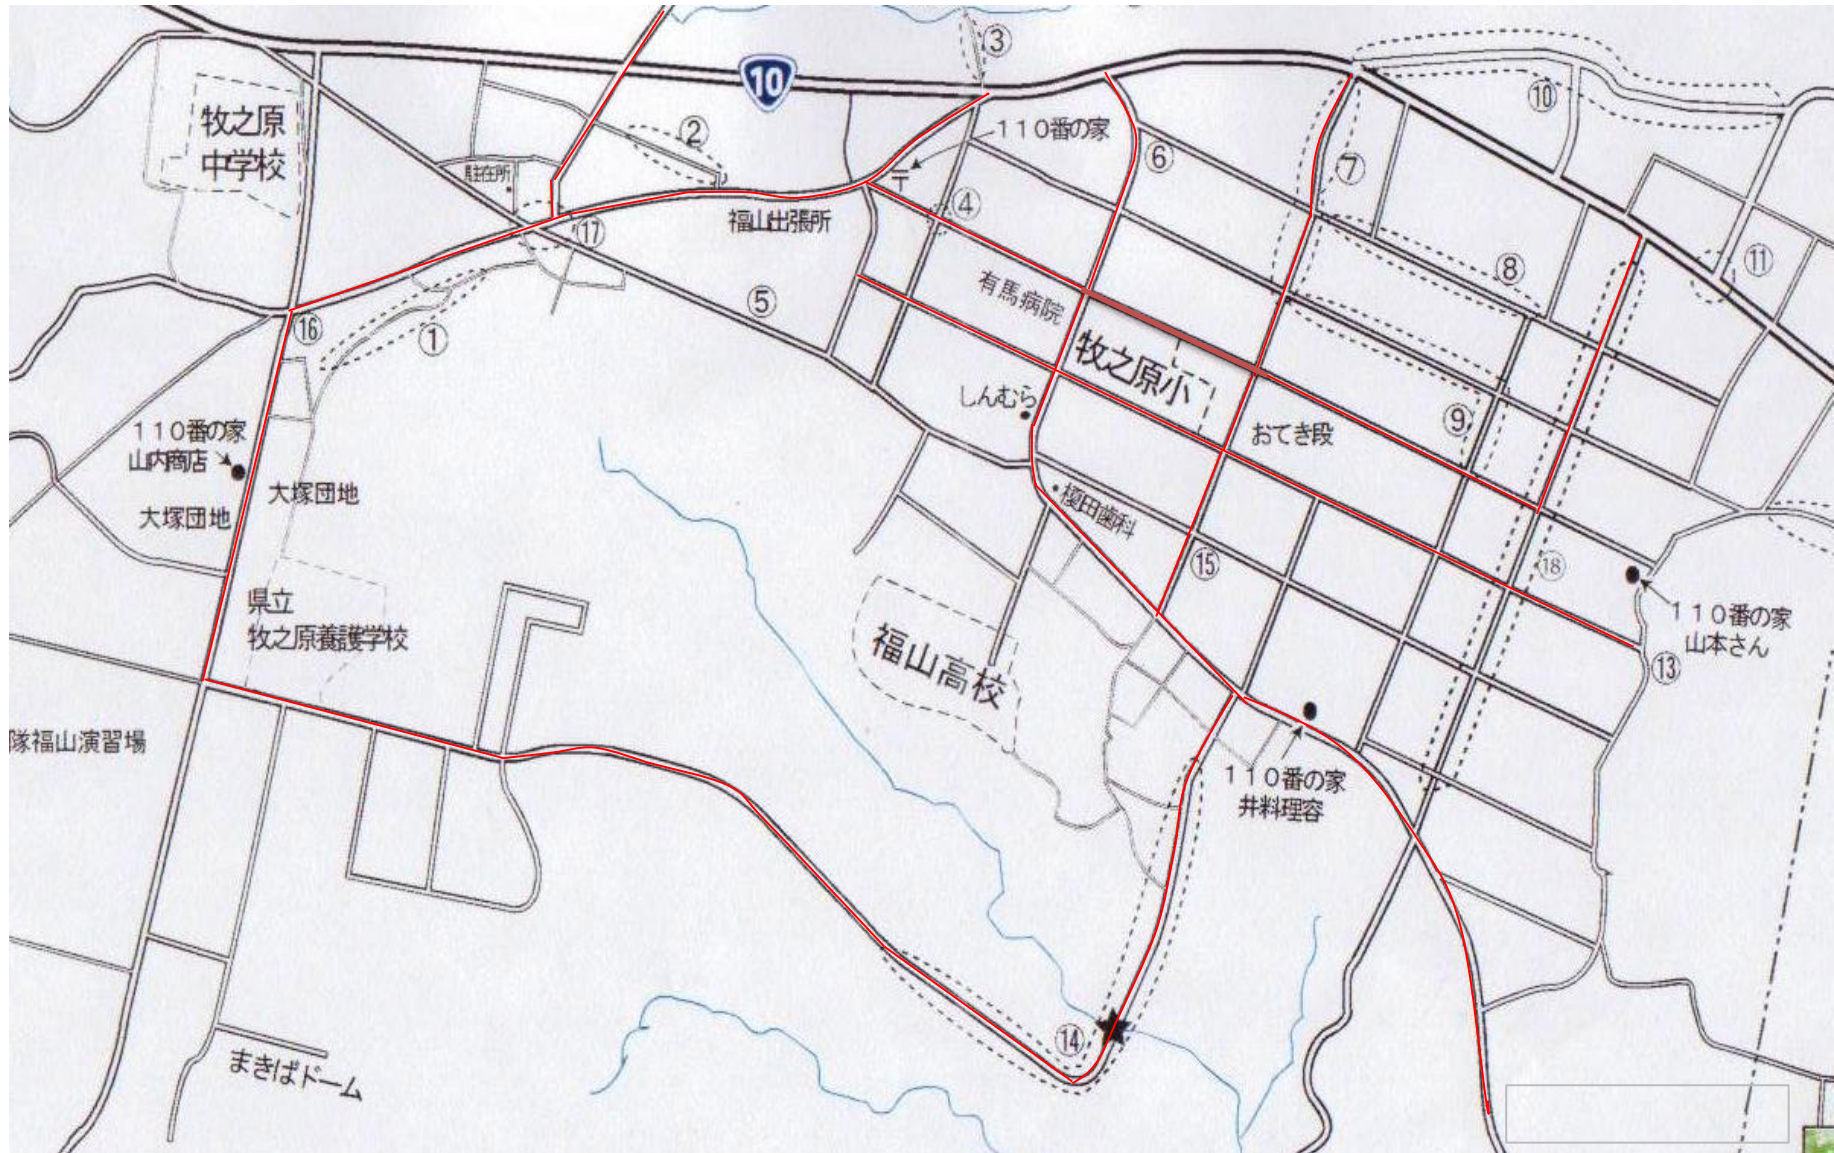 ③
10
⑩
牧之原
中学校
②
110番の家
⑥
駐在所
⑦
〒
④
福山出張所
⑰
⑪
⑧
有馬病院
⑤
⑯
①
牧之原小
しんむら
⑨
おてき段
110番の家
山内商店
大塚団地
大塚団地
榎田歯科
⑮
⑱
県立
牧之原養護学校
110番の家
山本さん
⑬
福山高校
隊福山演習場
110番の家
井料理容
⑭
まきばドーム